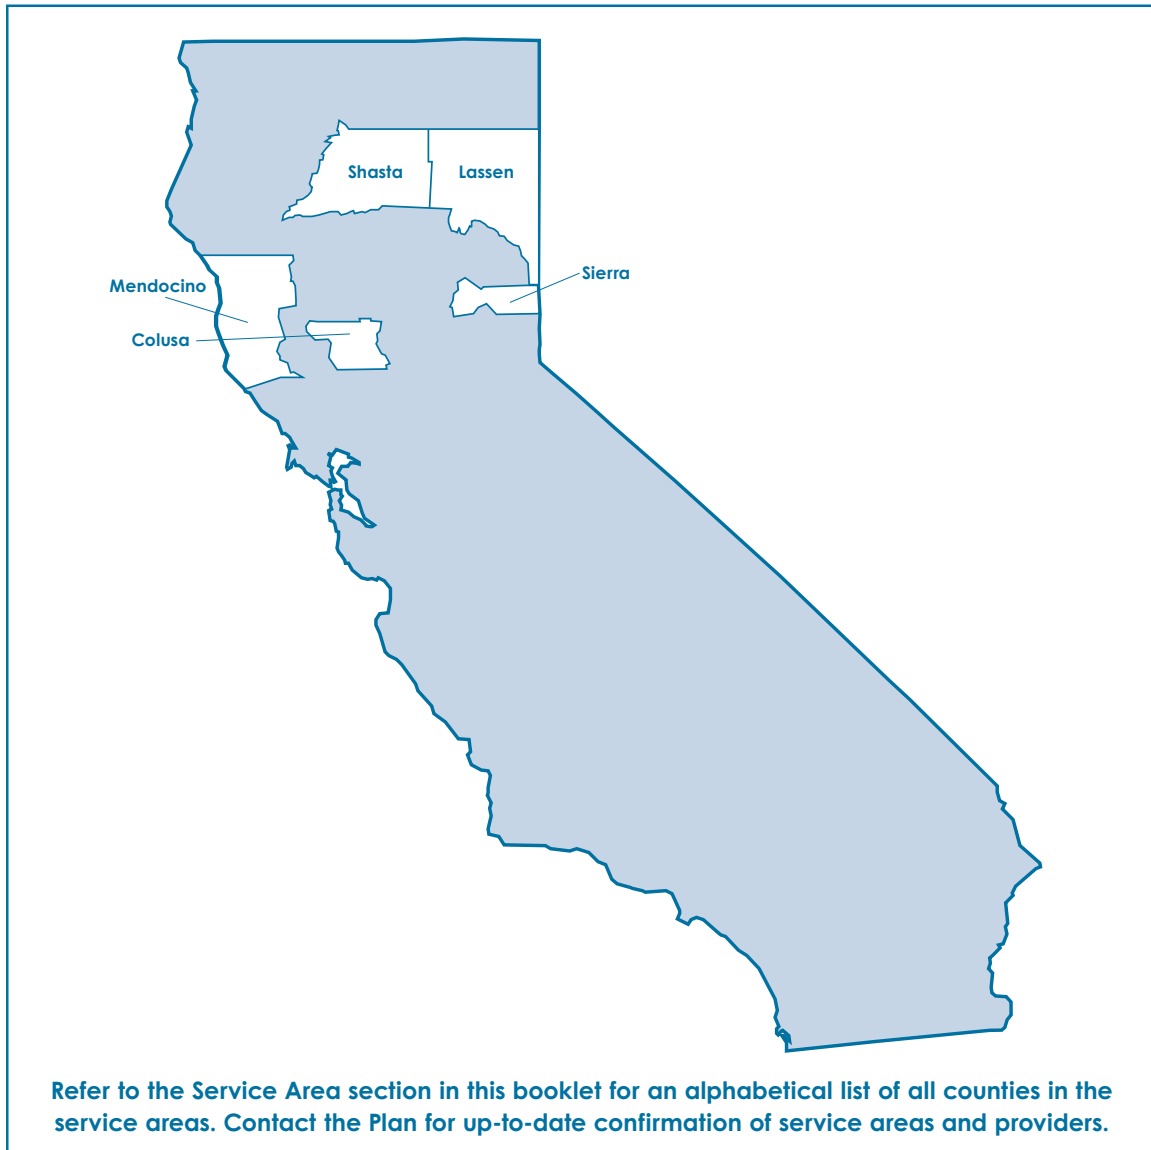 Shasta
Lassen
Sierra
Mendocino
Colusa
Refer to the Service Area section in this booklet for an alphabetical list of all counties in the
service areas. Contact the Plan for up-to-date confirmation of service areas and providers.